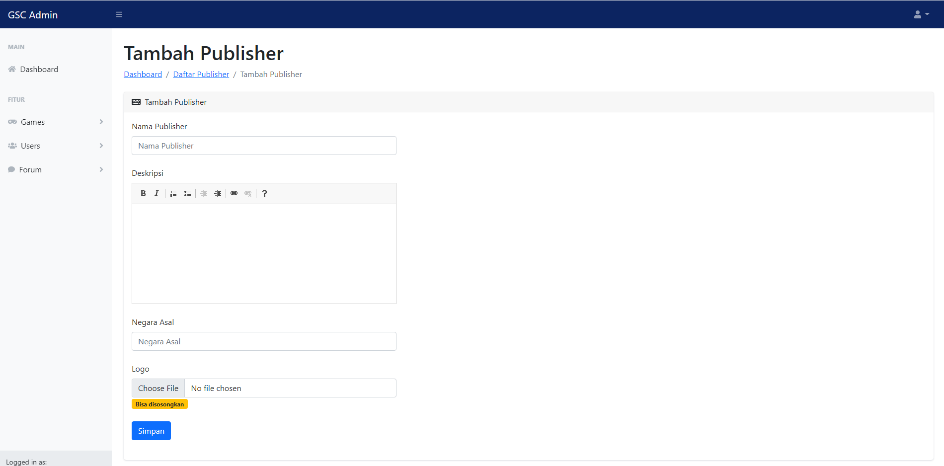 GSC Admin
MAIN
Dashboard
FITUR
Games
Users
Forum
Logged in as:
Tambah Publisher
Dashboard / Daftar Publisher / Tambah Publisher
Tambah Publisher
Nama Publisher
Nama Publisher
Deskripsi
B I ?
Negara Asal
Negara Asal
Logo
Choose File No file chosen
Bisa disosongkan
Simpan